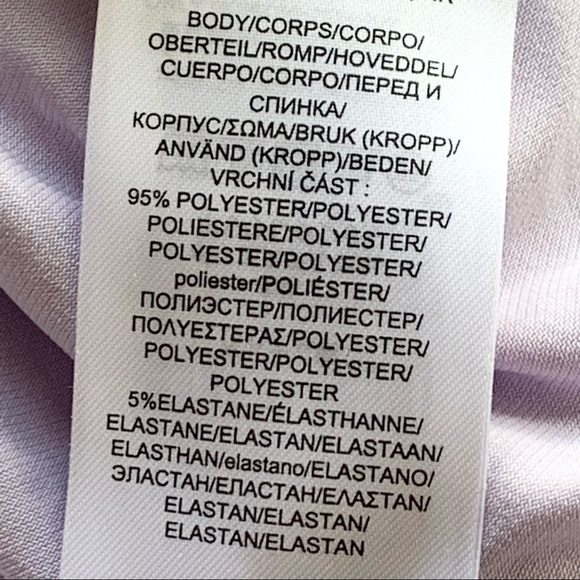 BODY/CORPS/CORPO/
OBERTEIL/ROMP/HOVEDDEL/
CUERPO/CORPO/ПЕРЕД И
СПИНКА/
КОРПУС/ΣΩΜΑ/BRUK (KROPP)/
ANVÄND (KROPP)/BEDEN/
VRCHNÍ ČÁST :
95% POLYESTER/POLYESTER/
POLIESTERE/POLYESTER/
POLYESTER/POLYESTER/
poliester/POLIÉSTER/
ПОЛИЭСТЕР/ПОЛИЕСТЕР/
ΠΟΛΥΕΣΤΕΡΑΣ/POLYESTER/
POLYESTER/POLYESTER/
POLYESTER
5%ELASTANE/ÉLASTHANNE/
ELASTANE/ELASTAN/ELASTAAN/
ELASTHAN/elastano/ELASTANO/
ЭЛАСТАН/ЕЛАСТАН/ΕΛΑΣΤΑΝ/
ELASTAN/ELASTAN/
ELASTAN/ELASTAN